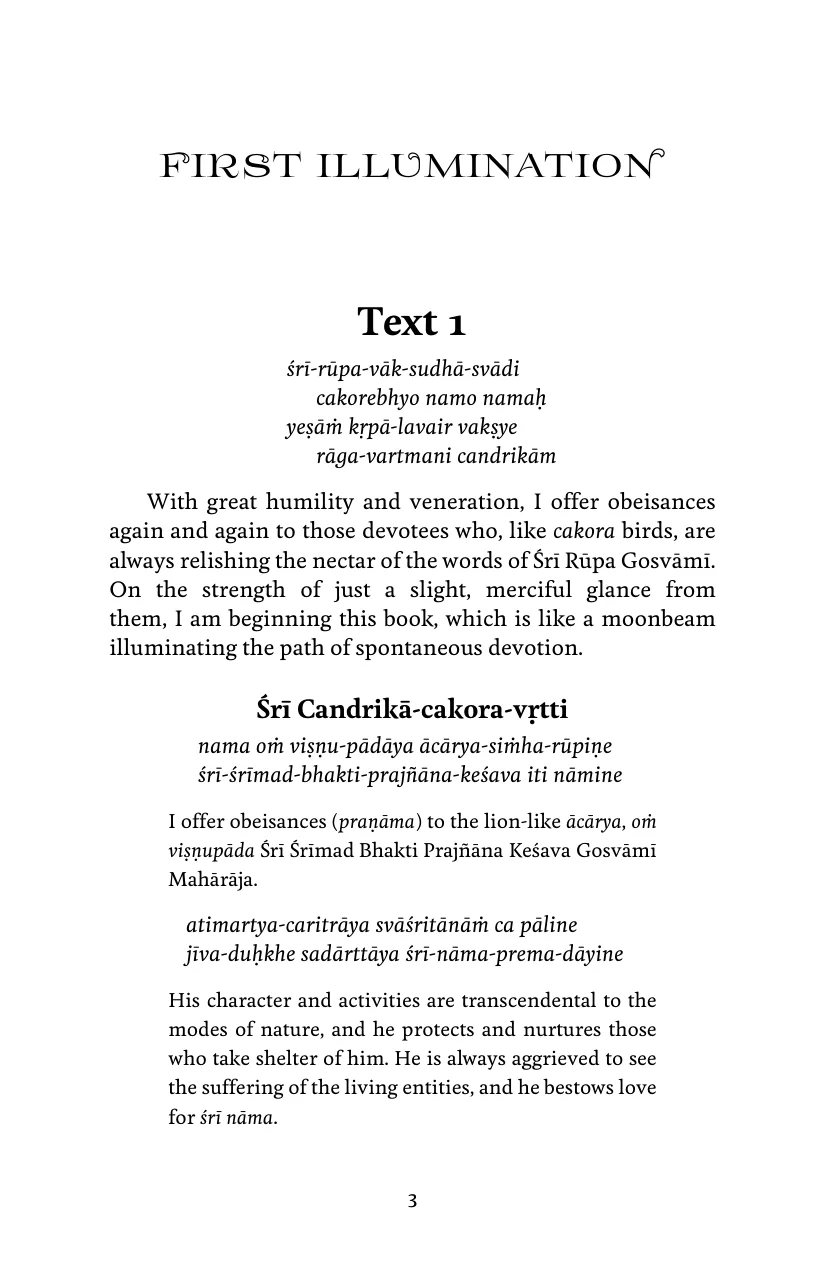 FIRST ILLUMINATION
Text 1
śrī-rūpa-vāk-sudhā-svādi
cakorebhyo namo namaḥ
yeṣāṁ kṛpā-lavair vakṣye
rāga-vartmani candrikām
With great humility and veneration, I offer obeisances
again and again to those devotees who, like cakora birds, are
always relishing the nectar of the words of Śrī Rūpa Gosvāmī.
On the strength of just a slight, merciful glance from
them, I am beginning this book, which is like a moonbeam
illuminating the path of spontaneous devotion.
Śrī Candrikā-cakora-vṛtti
nama oṁ viṣṇu-pādāya ācārya-siṁha-rūpiṇe
śrī-śrīmad-bhakti-prajñāna-keśava iti nāmine
I offer obeisances (praṇāma) to the lion-like ācārya, oṁ
viṣṇupāda Śrī Śrīmad Bhakti Prajñāna Keśava Gosvāmī
Mahārāja.
atimartya-caritrāya svāśritānāṁ ca pāline
jīva-duḥkhe sadārttāya śrī-nāma-prema-dāyine
His character and activities are transcendental to the
modes of nature, and he protects and nurtures those
who take shelter of him. He is always aggrieved to see
the suffering of the living entities, and he bestows love
for śrī nāma.
3